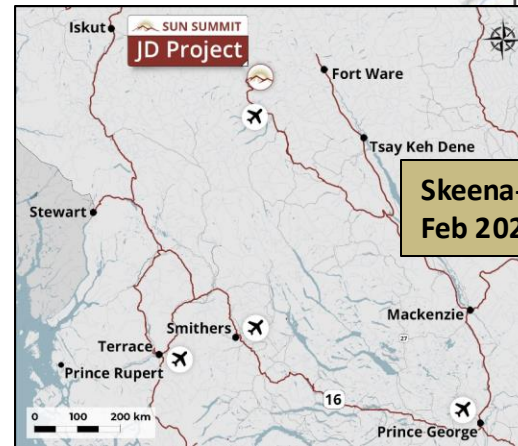 Iskut
SUN SUMMIT
JD Project
Fort Ware
Tsay Keh Dene
Skeena-
Feb 202
Stewart
Mackenzie
27
Smithers
Terrace
Prince Rupert
16
0 100 200 km
Prince George